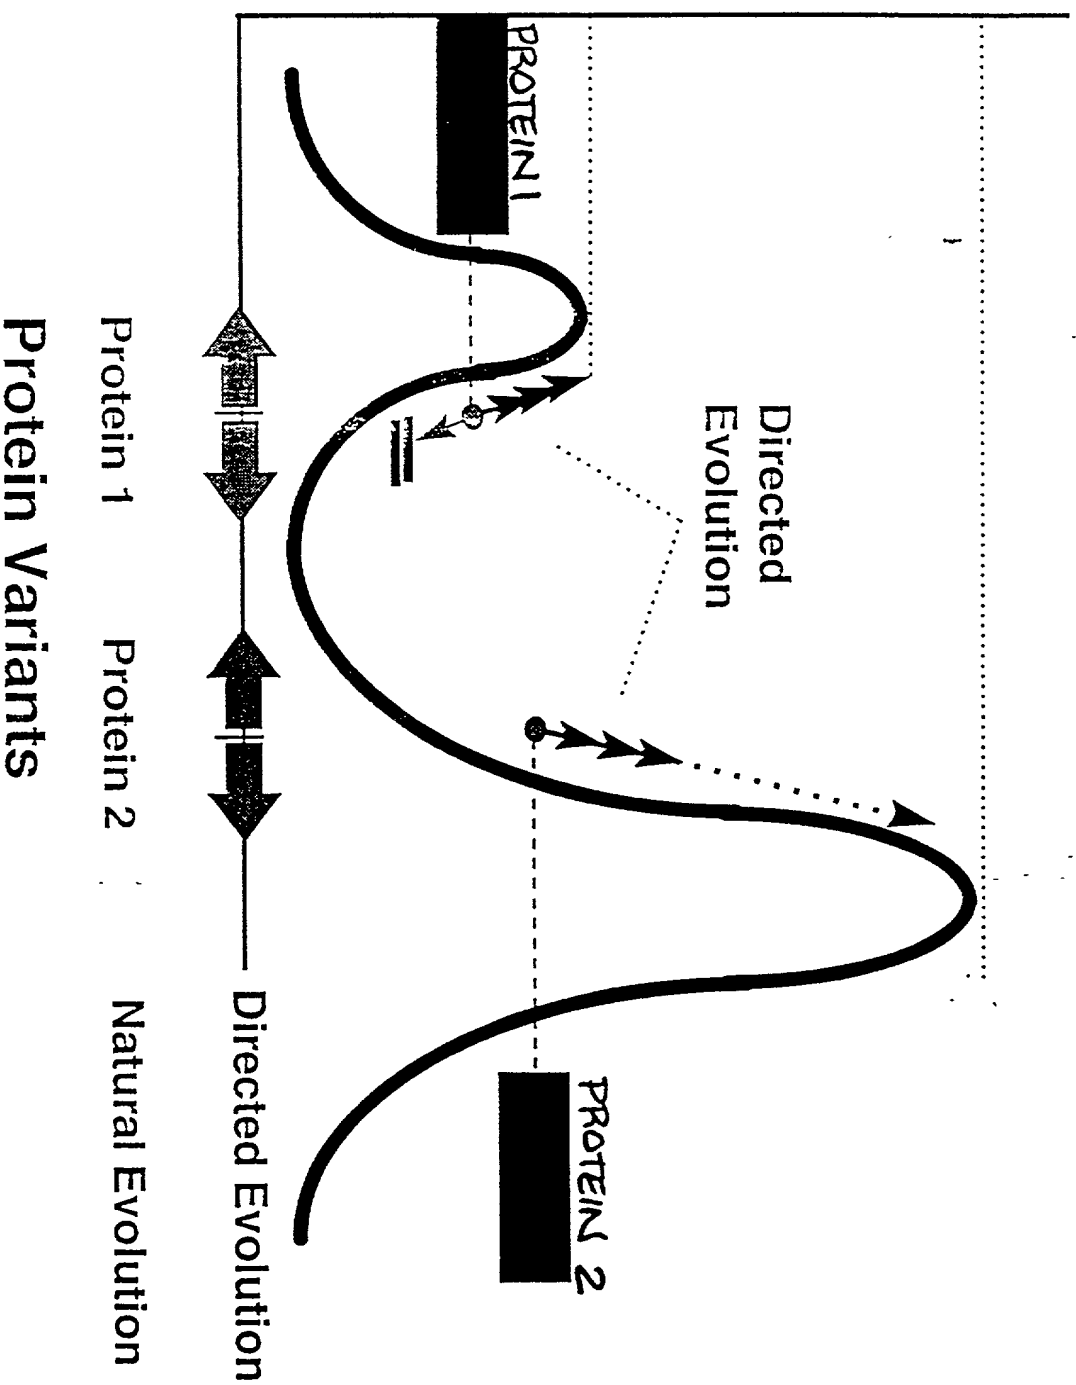 Directed
Evolution
PROTEIN 1
PROTEIN 2
Directed Evolution
Protein 1
Protein 2
Natural Evolution
Protein Variants